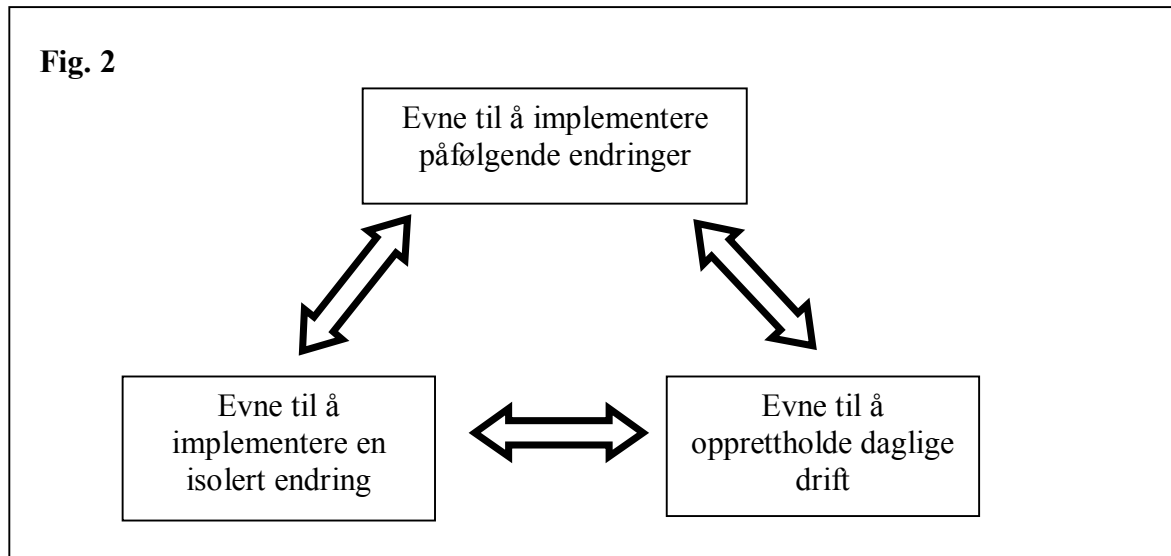 Fig. 2
Evne til å implementere
påfølgende endringer
Evne til å
implementere en
isolert endring
Evne til å
opprettholde daglige
drift